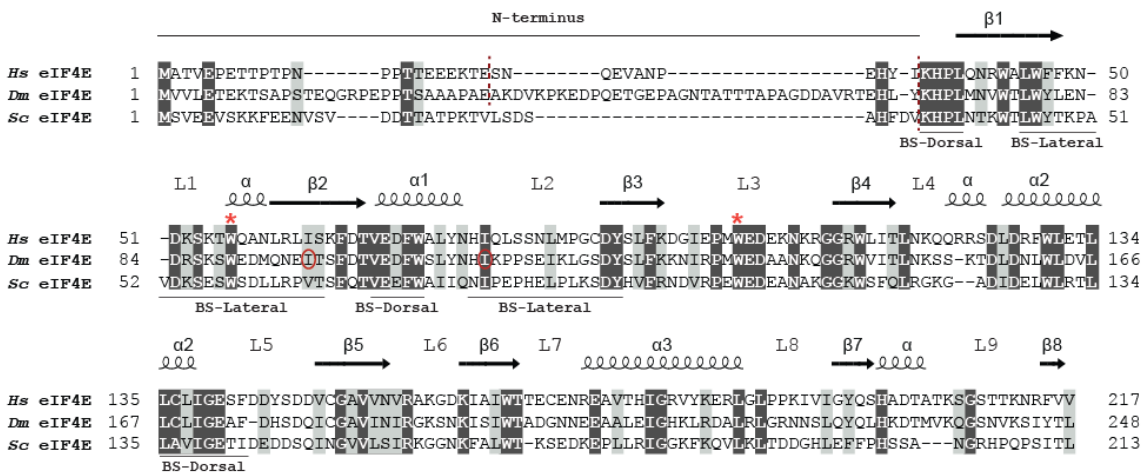 N-terminus β1
Hs eIF4E 1 MATVEPETTPTPN-------PPTTEEEKTESN-------QEVANP----------------EHY-IKHPLQNRWALWFFKN- 50
Dm eIF4E 1 MVVLETEKTSAPSTEQGRPEPPTSAAAPAEAKDVKPKEDPQETGEPAGNTATTTAPAGDDAVRTEHL-YKHPLMNVWTLWYLEN- 83
Sc eIF4E 1 MSVEEVSKKFEENVSV-----DDTTATPKTVLSDS--------------------------AHFDVKHPLNTKWTLWYTKPA 51
BS-Dorsal BS-Lateral
L1 α β2 α1 L2 β3 L3 β4 L4 α α2
* *
Hs eIF4E 51 -DKSKTWQANLRLISKFDTVEDFWALYNHIQLSSNLMPGCDYSLFKDGIEPMWEDEKNKRGGRWLITLNKQQRRSDLDRFWLETL 134
Dm eIF4E 84 -DRSKSWEDMQNEITSFDTVEDFWSLYNHIKPPSEIKLGSDYSLFKKNIRPMWEDAANKQGGRWVITLNKSS-KTDLDNLWLDVL 166
Sc eIF4E 52 VDKSESWSDLLRPVTSFQTVEEFWAIIQNIPEPHELPLKSDYHVFRNDVRPEWEDEANAKGGKWSFQLRGKG--ADIDELWLRTL 134
BS-Lateral BS-Dorsal BS-Lateral
α2 L5 β5 L6 β6 L7 α3 L8 β7 α L9 β8
Hs eIF4E 135 LCLIGESFDDYSDDVCGAVVNVRAKGDKIAIWTTECENREAVTHIGRVYKERLGLPPKIVIGYQSHADTATKSGSTTKNRFVV 217
Dm eIF4E 167 LCLIGEAF-DHSDQICGAVINIRGKSNKISIWTADGNNEEAALEIGHKLRDALRLGRNNSLQYQLHKDTMVKQGSNVKSIYTL 248
Sc eIF4E 135 LAVIGETIDEDDSQINGVVLSIRKGGNKFALWT-KSEDKEPLLRIGGKFKQVLKLTDDGHLEFFPHSSA---NGRHPQPSITL 213
BS-Dorsal